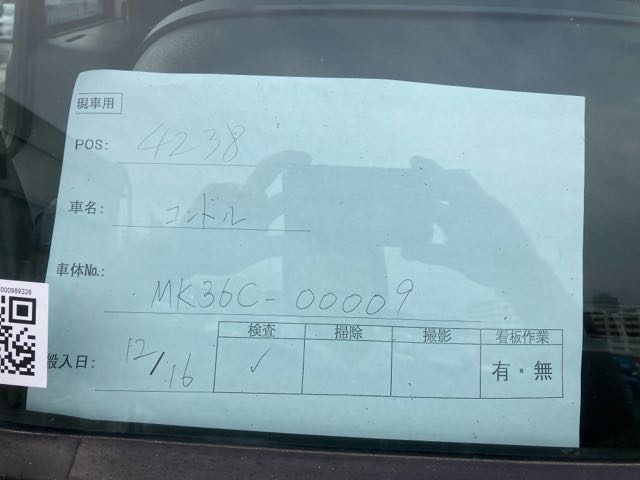 現車用
POS: 4238
車名: コンドル
車体No.: MK36C-00009
000989336
検査 掃除 撮影 看板作業
搬入日: 12/16 ✓ 有・無